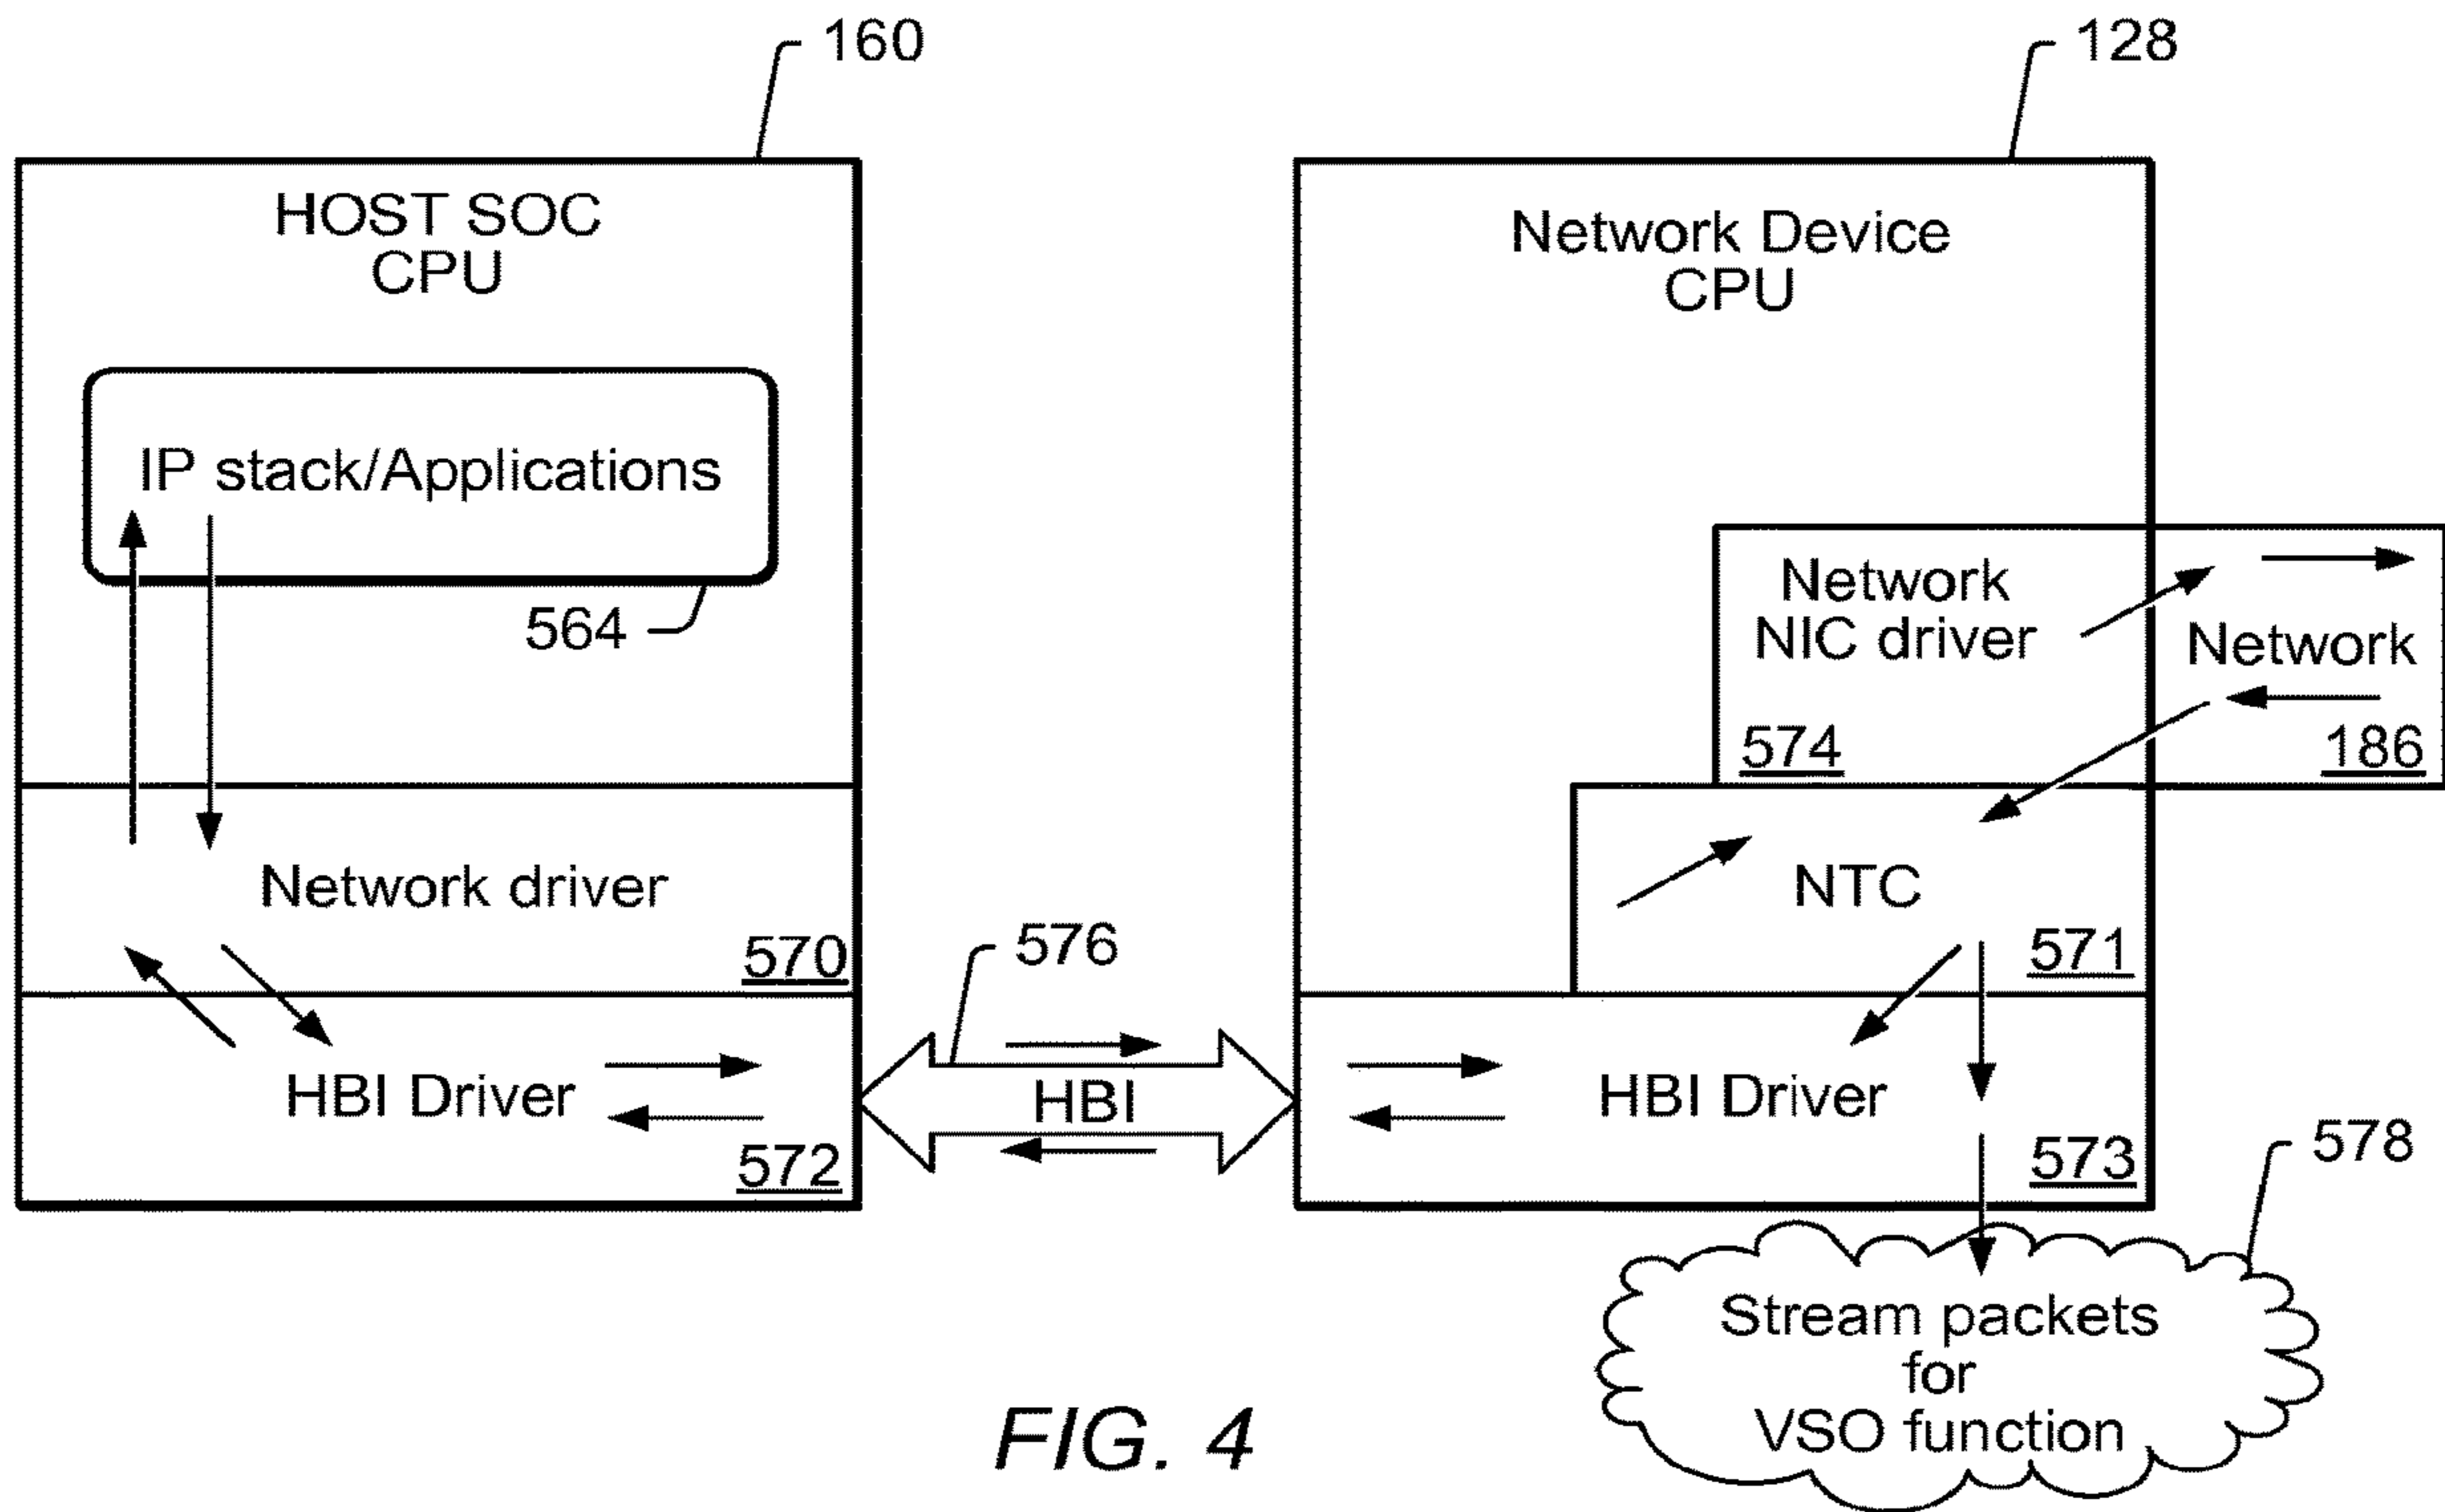 160
128
HOST SOC
CPU
Network Device
CPU
IP stack/Applications
564
Network
NIC driver
574
Network
186
Network driver
570
NTC
571
576
HBI Driver
572
HBI
HBI Driver
573
578
Stream packets
for
VSO function
FIG. 4